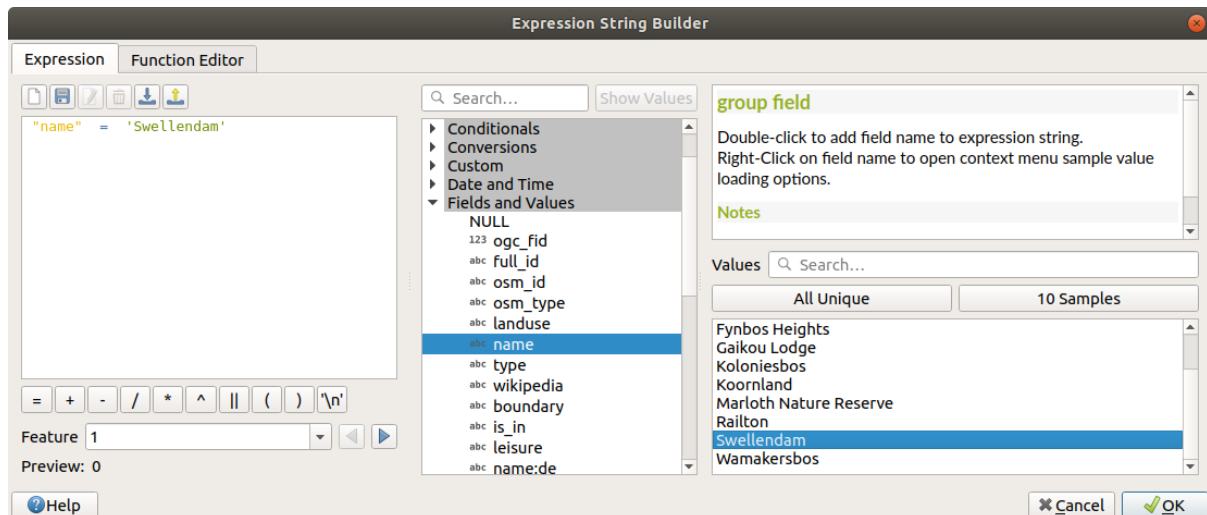 Expression String Builder
Expression
Function Editor
"name" = 'Swellendam'
= + - / * ^ || ( ) '\n'
Feature 1
Preview: 0
Search...
Show Values
Conditionals
Conversions
Custom
Date and Time
Fields and Values
NULL
123 ogc_fid
abc full_id
abc osm_id
abc osm_type
abc landuse
abc name
abc type
abc wikipedia
abc boundary
abc is_in
abc leisure
abc name:de
group field
Double-click to add field name to expression string.
Right-Click on field name to open context menu sample value
loading options.
Notes
Values Search...
All Unique
10 Samples
Fynbos Heights
Gaikou Lodge
Koloniesbos
Koornland
Marloth Nature Reserve
Railton
Swellendam
Wamakersbos
?Help
Cancel
OK